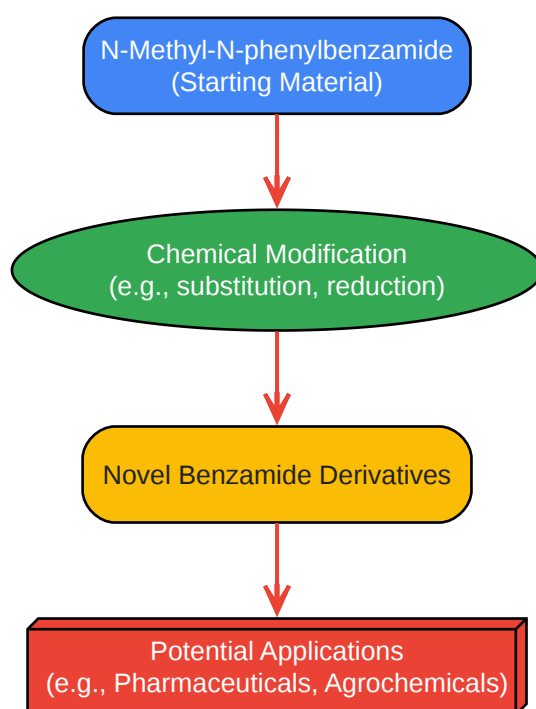 N-Methyl-N-phenylbenzamide
(Starting Material)
Chemical Modification
(e.g., substitution, reduction)
Novel Benzamide Derivatives
Potential Applications
(e.g., Pharmaceuticals, Agrochemicals)